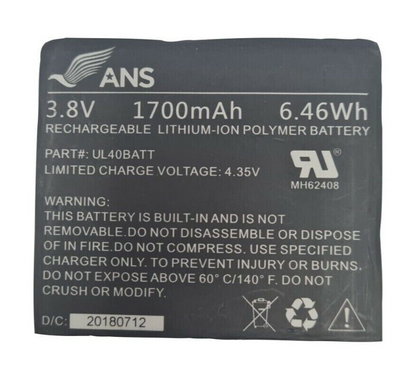 ANS
3.8V 1700mAh 6.46Wh
RECHARGEABLE LITHIUM-ION POLYMER BATTERY
PART#: UL40BATT
LIMITED CHARGE VOLTAGE: 4.35V
RU
MH62408
WARNING:
THIS BATTERY IS BUILT-IN AND IS NOT
REMOVABLE.DO NOT DISASSEMBLE OR DISPOSE
OF IN FIRE.DO NOT COMPRESS. USE SPECIFIED
CHARGER ONLY.TO PREVENT INJURY OR BURNS,
DO NOT EXPOSE ABOVE 60° C/140° F. DO NOT
CRUSH OR MODIFY.
D/C: 20180712